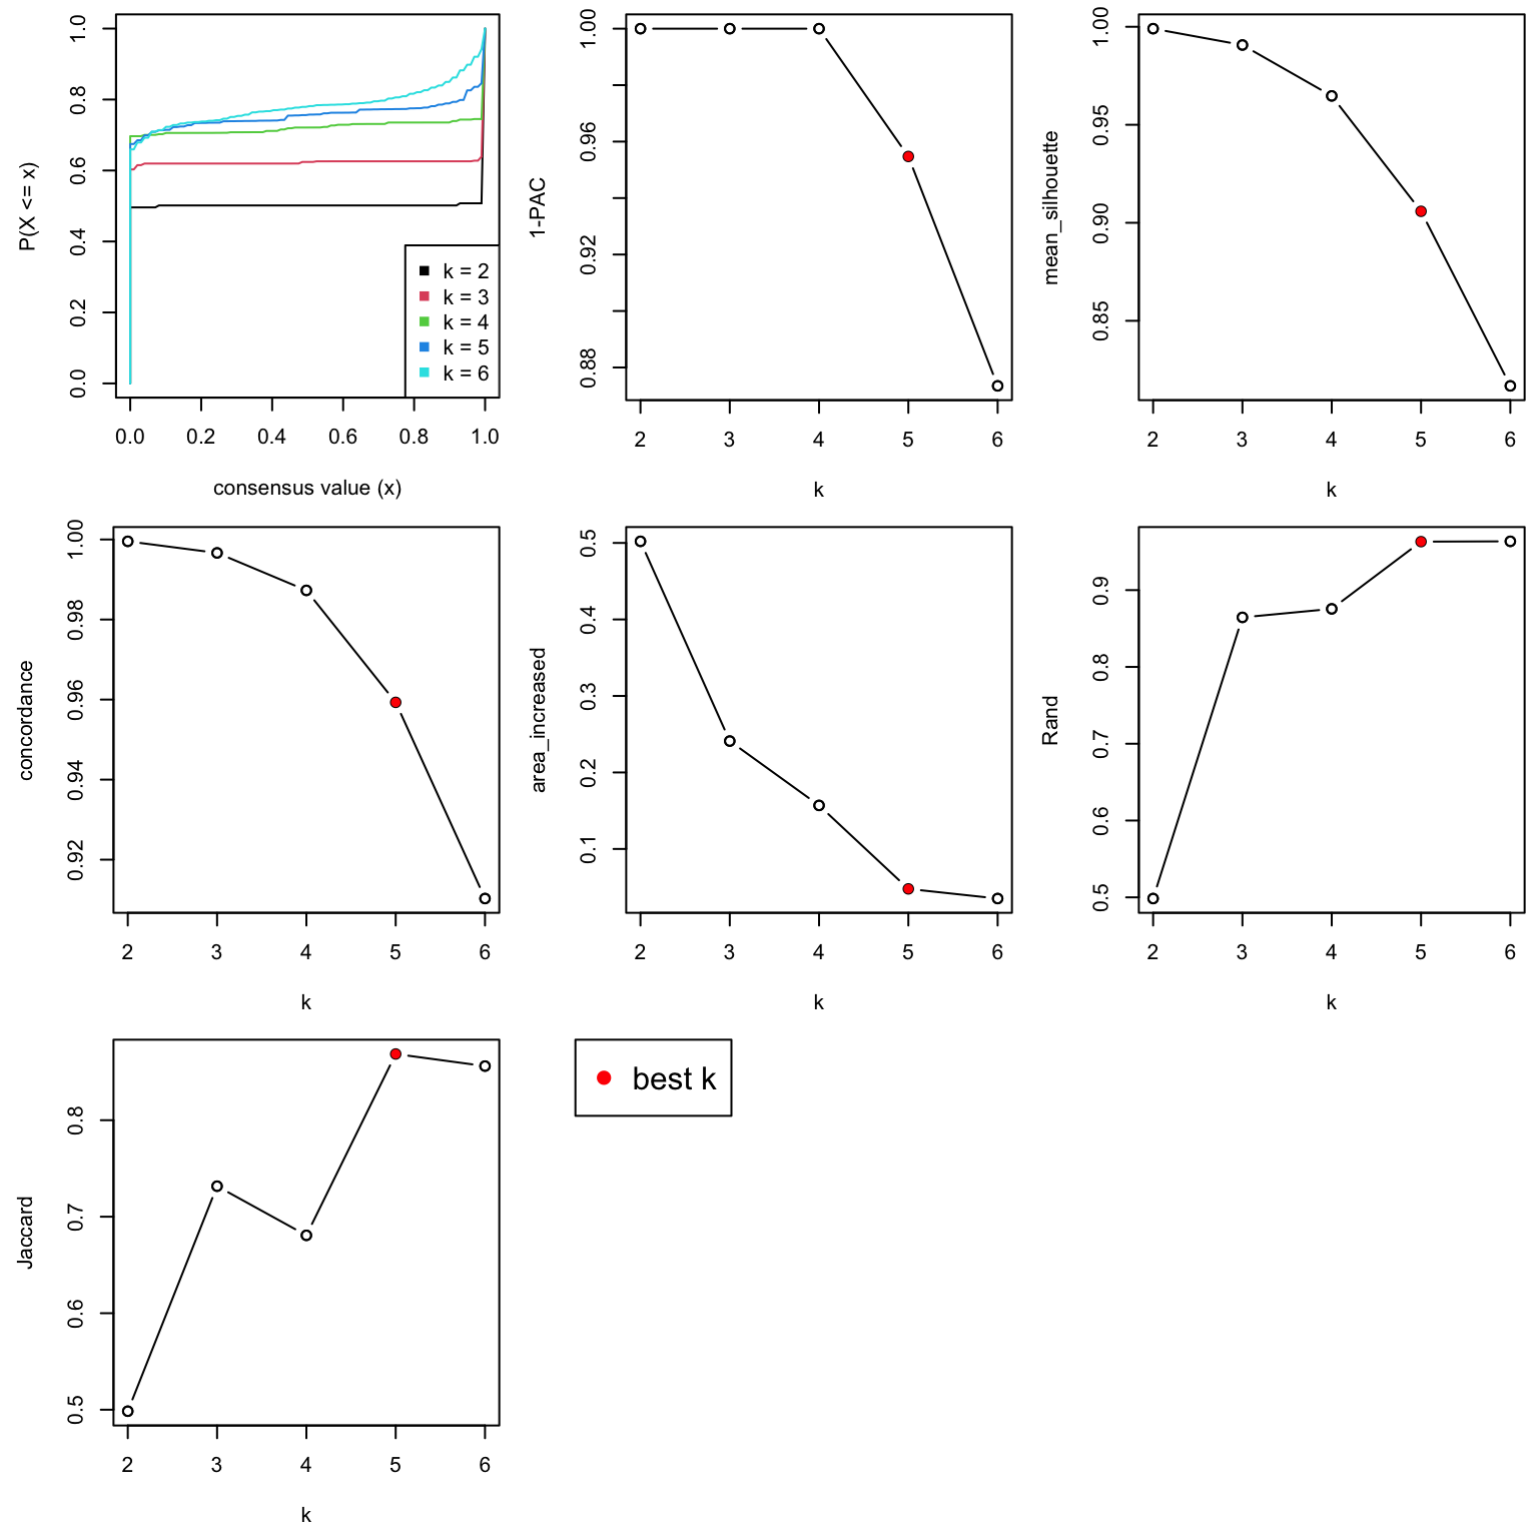 P(X <= x)
0.0 0.2 0.4 0.6 0.8 1.0
k = 2
k = 3
k = 4
k = 5
k = 6
0.0 0.2 0.4 0.6 0.8 1.0
consensus value (x)
1-PAC
0.88 0.92 0.96 1.00
2 3 4 5 6
k
mean_silhouette
0.85 0.90 0.95 1.00
2 3 4 5 6
k
concordance
0.92 0.94 0.96 0.98 1.00
2 3 4 5 6
k
area_increased
0.1 0.2 0.3 0.4 0.5
2 3 4 5 6
k
Rand
0.5 0.6 0.7 0.8 0.9
2 3 4 5 6
k
Jaccard
0.5 0.6 0.7 0.8
2 3 4 5 6
k
best k